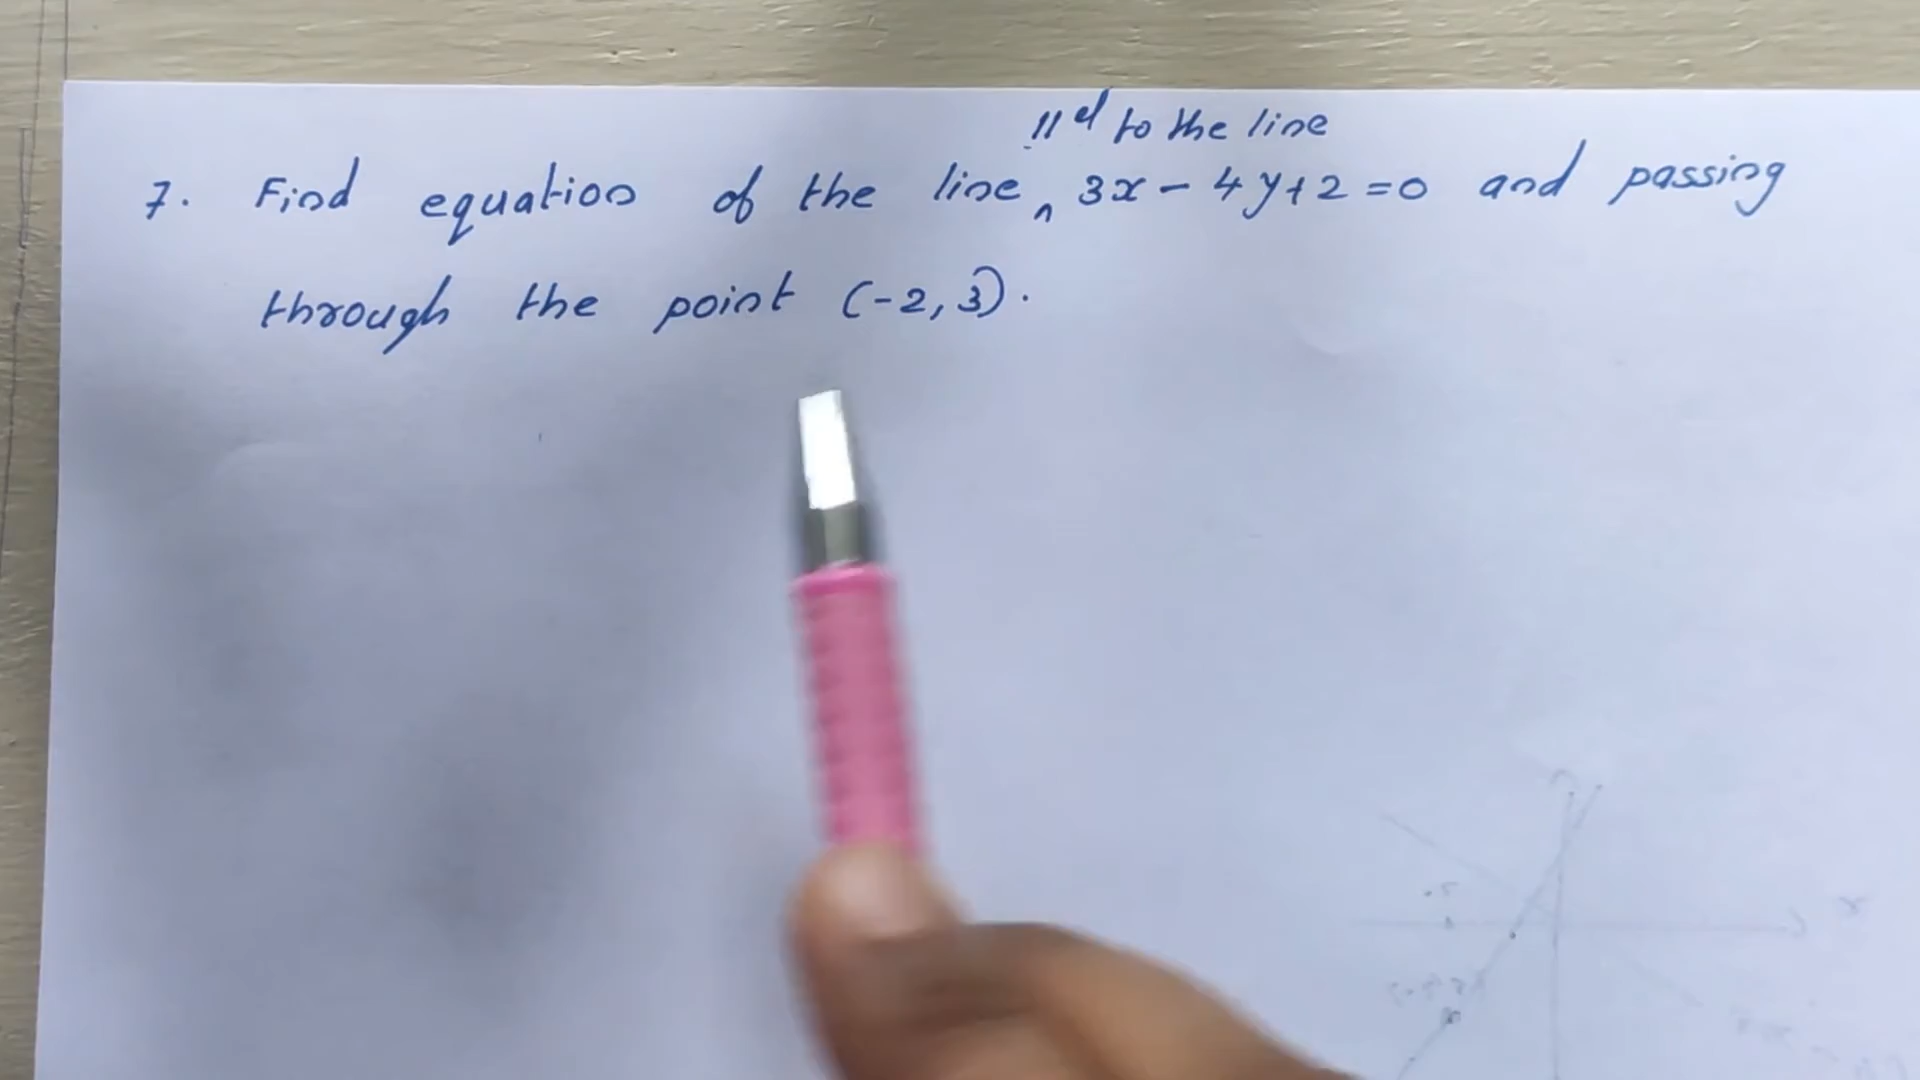 11el to the line
7. Find equation of the line ^ 3x - 4y + 2 = 0 and passing
through the point (-2, 3).